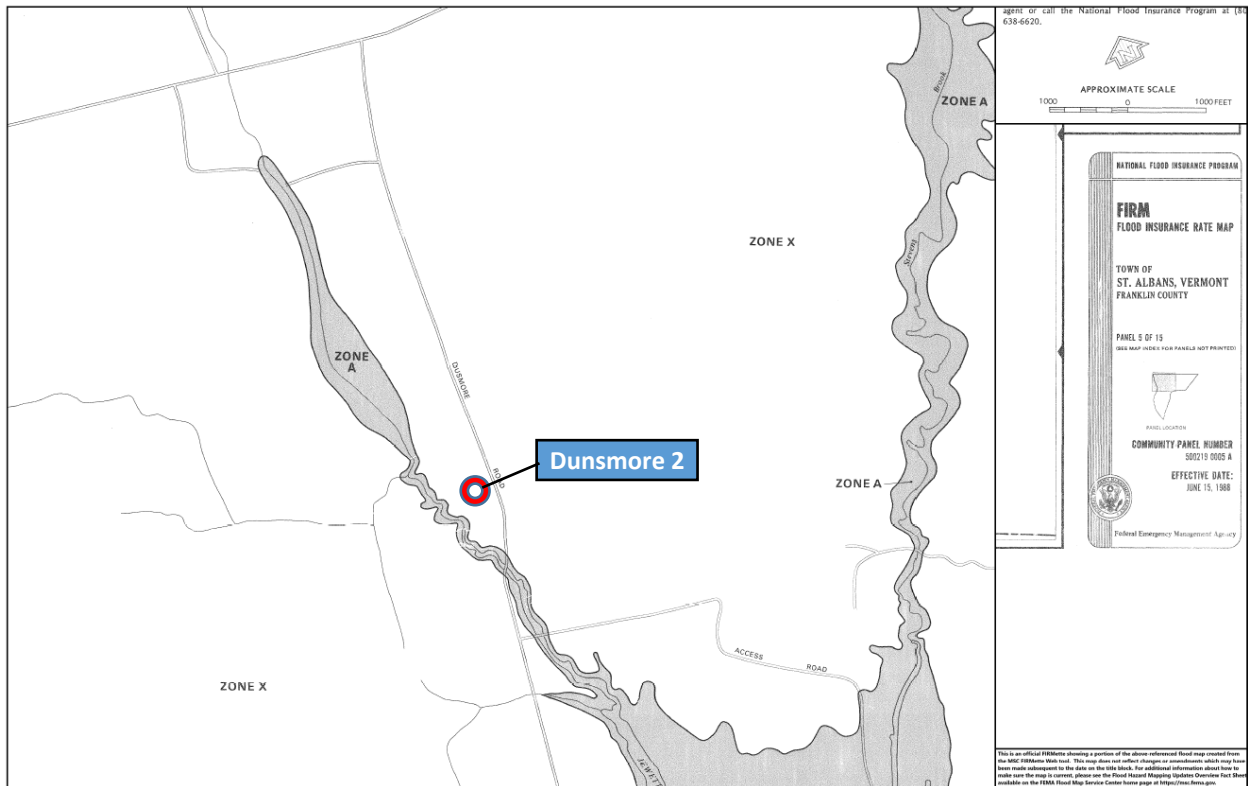 agent or call the National Flood Insurance Program at (80
638-6620.
N
APPROXIMATE SCALE
1000 0 1000 FEET
NATIONAL FLOOD INSURANCE PROGRAM
FIRM
FLOOD INSURANCE RATE MAP
TOWN OF
ST. ALBANS, VERMONT
FRANKLIN COUNTY
PANEL 5 OF 15
(SEE MAP INDEX FOR PANELS NOT PRINTED)
PANEL LOCATION
COMMUNITY PANEL NUMBER
500219 0005 A
EFFECTIVE DATE:
JUNE 15, 1988
Federal Emergency Management Agency
This is an official FIRMette showing a portion of the above-referenced flood map created from
the MSC FIRMette Web tool. This map does not reflect changes or amendments which may have
been made subsequent to the date on the title block. For additional information about how to
make sure the map is current, please see the Flood Hazard Mapping Updates Overview Fact Sheet
available on the FEMA Flood Map Service Center home page at https://msc.fema.gov.
Brook
ZONE A
ZONE X
Stevens
ZONE
A
DUSMORE
ROAD
Dunsmore 2
ZONE A
ACCESS ROAD
ZONE X
JEWETT